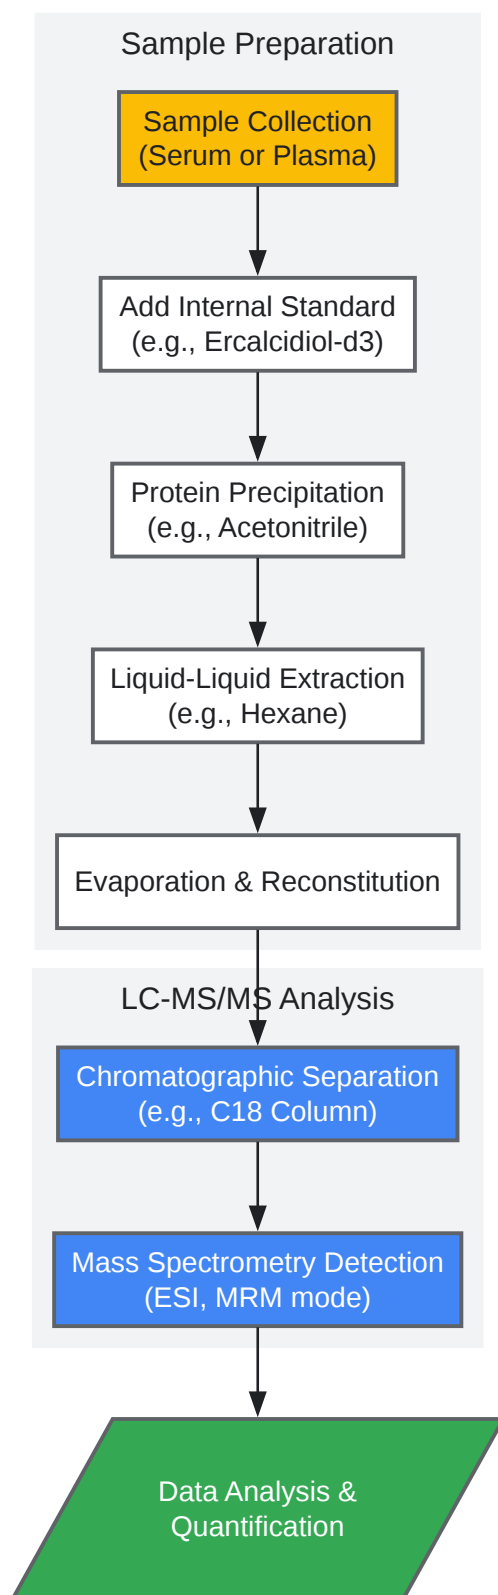 Sample Preparation
Sample Collection
(Serum or Plasma)
Add Internal Standard
(e.g., Ercalcidiol-d3)
Protein Precipitation
(e.g., Acetonitrile)
Liquid-Liquid Extraction
(e.g., Hexane)
Evaporation & Reconstitution
LC-MS/MS Analysis
Chromatographic Separation
(e.g., C18 Column)
Mass Spectrometry Detection
(ESI, MRM mode)
Data Analysis &
Quantification